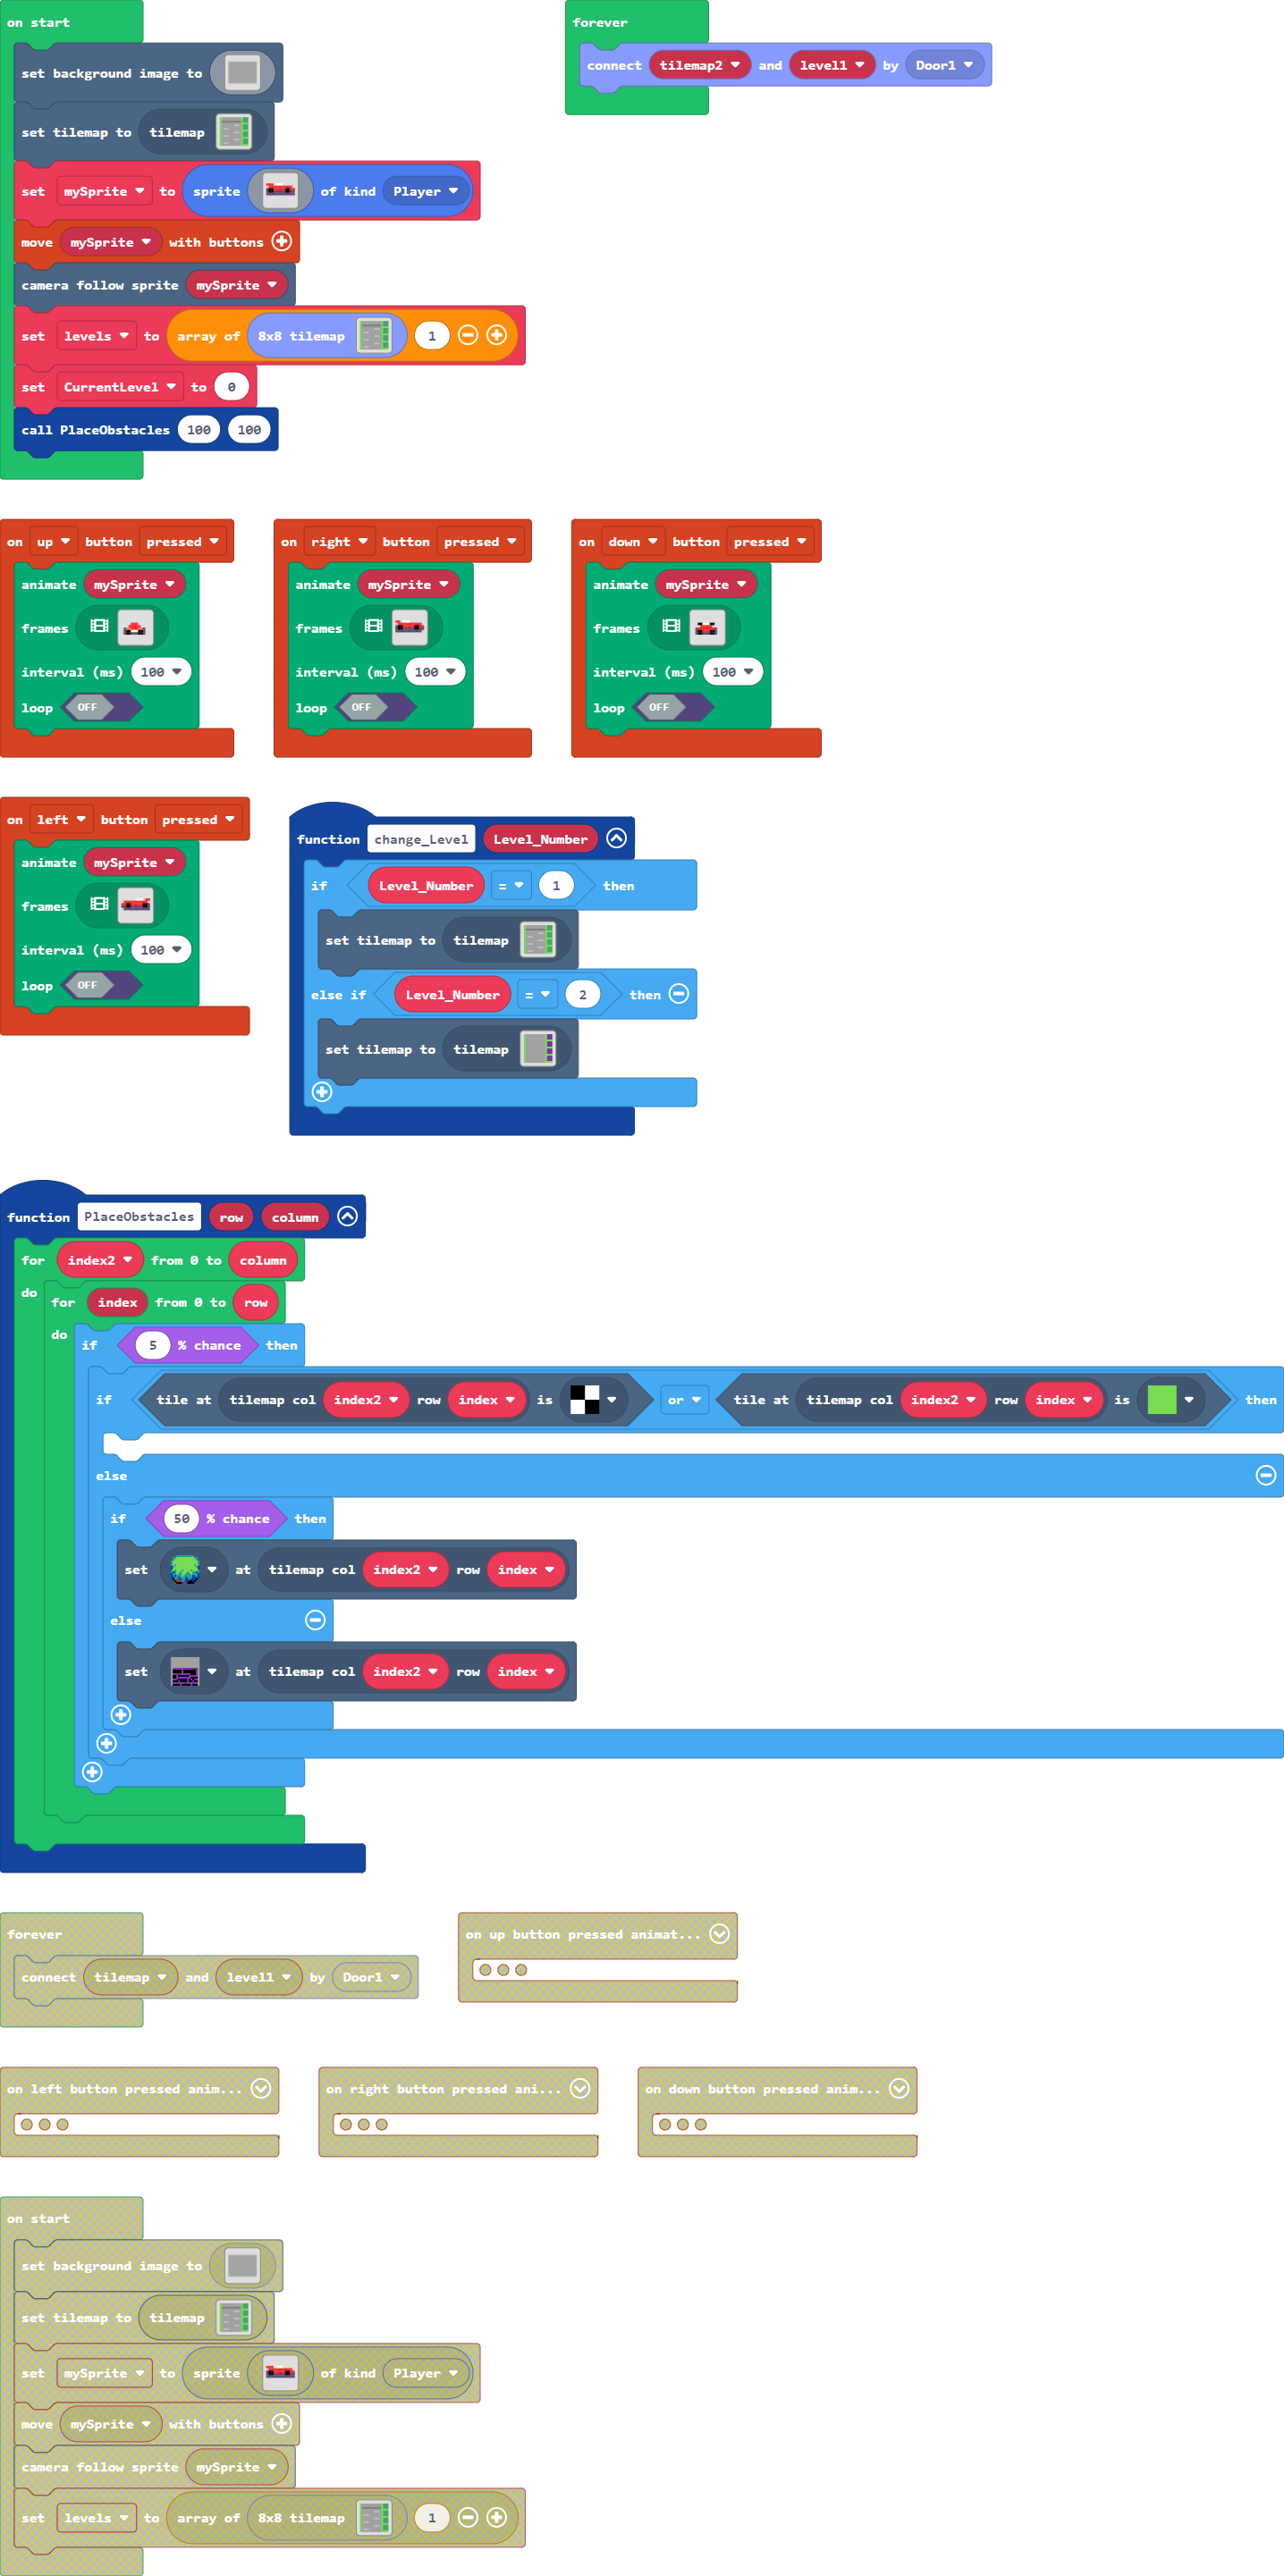 on start
set background image to
set tilemap to tilemap
set mySprite to sprite of kind Player
move mySprite with buttons
camera follow sprite mySprite
set levels to array of 8x8 tilemap 1
set CurrentLevel to 0
call PlaceObstacles 100 100
forever
connect tilemap2 and level1 by Door1
on up button pressed
animate mySprite
frames
interval (ms) 100
loop OFF
on right button pressed
animate mySprite
frames
interval (ms) 100
loop OFF
on down button pressed
animate mySprite
frames
interval (ms) 100
loop OFF
on left button pressed
animate mySprite
frames
interval (ms) 100
loop OFF
function change_Level Level_Number
if Level_Number = 1 then
set tilemap to tilemap
else if Level_Number = 2 then
set tilemap to tilemap
function PlaceObstacles row column
for index2 from 0 to column
do for index from 0 to row
do if 5 % chance then
if tile at tilemap col index2 row index is or tile at tilemap col index2 row index is then
else
if 50 % chance then
set at tilemap col index2 row index
else
set at tilemap col index2 row index
forever
connect tilemap and level1 by Door1
on up button pressed animat...
on left button pressed anim...
on right button pressed ani...
on down button pressed anim...
on start
set background image to
set tilemap to tilemap
set mySprite to sprite of kind Player
move mySprite with buttons
camera follow sprite mySprite
set levels to array of 8x8 tilemap 1